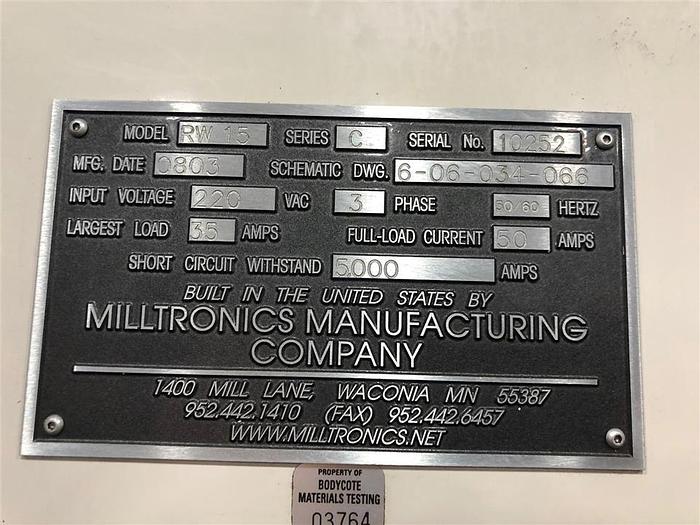 MODEL RW 15 SERIES C SERIAL No. 10252
MFG. DATE 0803 SCHEMATIC DWG. 6-06-034-066
INPUT VOLTAGE 220 VAC 3 PHASE 50/60 HERTZ
LARGEST LOAD 35 AMPS FULL-LOAD CURRENT 50 AMPS
SHORT CIRCUIT WITHSTAND 5000 AMPS
BUILT IN THE UNITED STATES BY
MILLTRONICS MANUFACTURING
COMPANY
1400 MILL LANE, WACONIA MN 55387
952.442.1410 (FAX) 952.442.6457
WWW.MILLTRONICS.NET
PROPERTY OF
BODYCOTE
MATERIALS TESTING
03764